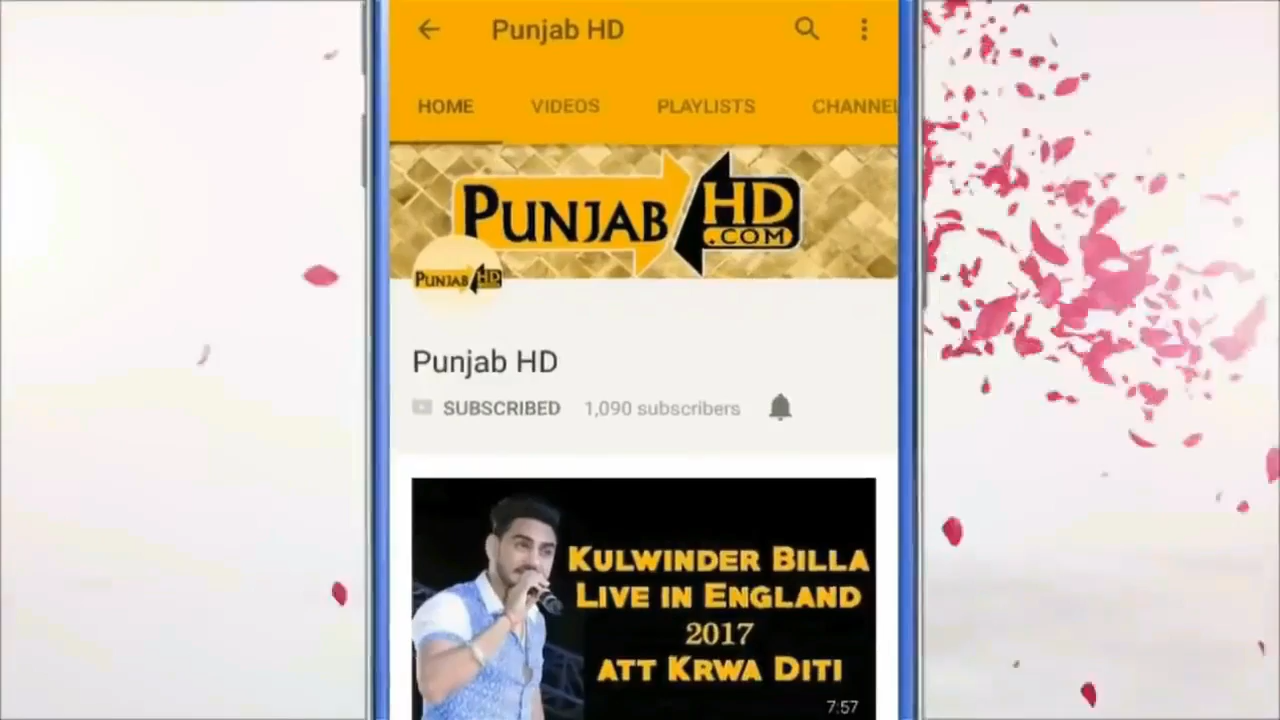 Punjab HD
HOME VIDEOS PLAYLISTS CHANNEL
PUNJAB HD
.COM
PUNJAB HD
Punjab HD
SUBSCRIBED 1,090 subscribers
KULWINDER BILLA
LIVE IN ENGLAND
2017
ATT KRWA DITI
7:57